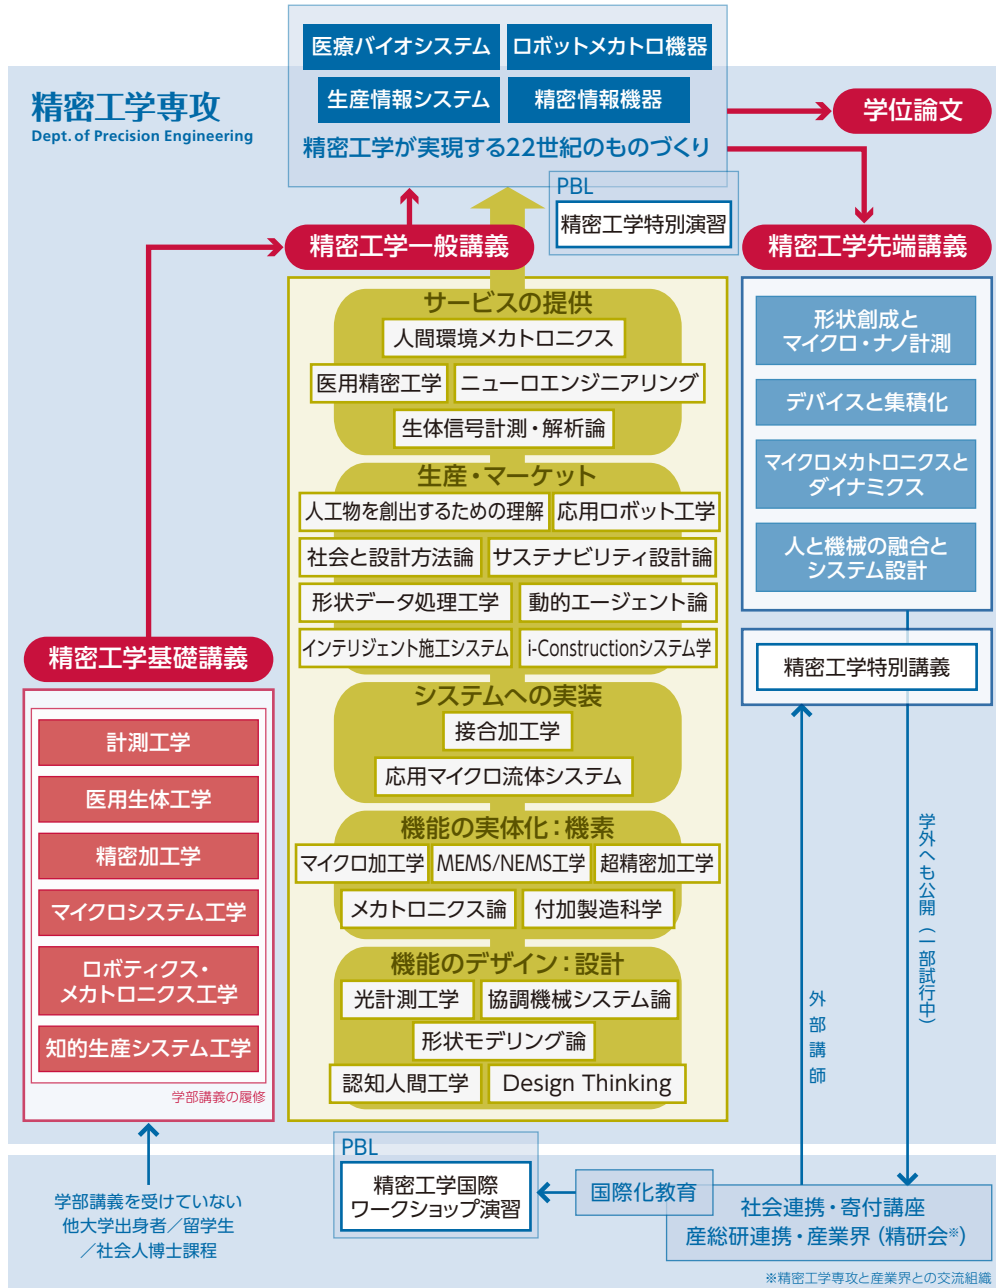 医療バイオシステム
ロボットメカトロ機器
生産情報システム
精密情報機器
精密工学が実現する22世紀のものづくり
精密工学専攻
Dept. of Precision Engineering
学位論文
PBL
精密工学特別演習
精密工学一般講義
精密工学先端講義
サービスの提供
人間環境メカトロニクス
医用精密工学
ニューロエンジニアリング
生体信号計測・解析論
生産・マーケット
人工物を創出するための理解
応用ロボット工学
社会と設計方法論
サステナビリティ設計論
形状データ処理工学
動的エージェント論
インテリジェント施工システム
i-Constructionシステム学
システムへの実装
接合加工学
応用マイクロ流体システム
機能の実体化：機素
マイクロ加工学
MEMS/NEMS工学
超精密加工学
メカトロニクス論
付加製造科学
機能のデザイン：設計
光計測工学
協調機械システム論
形状モデリング論
認知人間工学
Design Thinking
形状創成と
マイクロ・ナノ計測
デバイスと集積化
マイクロメカトロニクスと
ダイナミクス
人と機械の融合と
システム設計
精密工学特別講義
精密工学基礎講義
計測工学
医用生体工学
精密加工学
マイクロシステム工学
ロボティクス・
メカトロニクス工学
知的生産システム工学
学部講義の履修
学外へも公開（一部試行中）
外部講師
学部講義を受けていない
他大学出身者／留学生
／社会人博士課程
PBL
精密工学国際
ワークショップ演習
国際化教育
社会連携・寄付講座
産総研連携・産業界（精研会※）
※精密工学専攻と産業界との交流組織